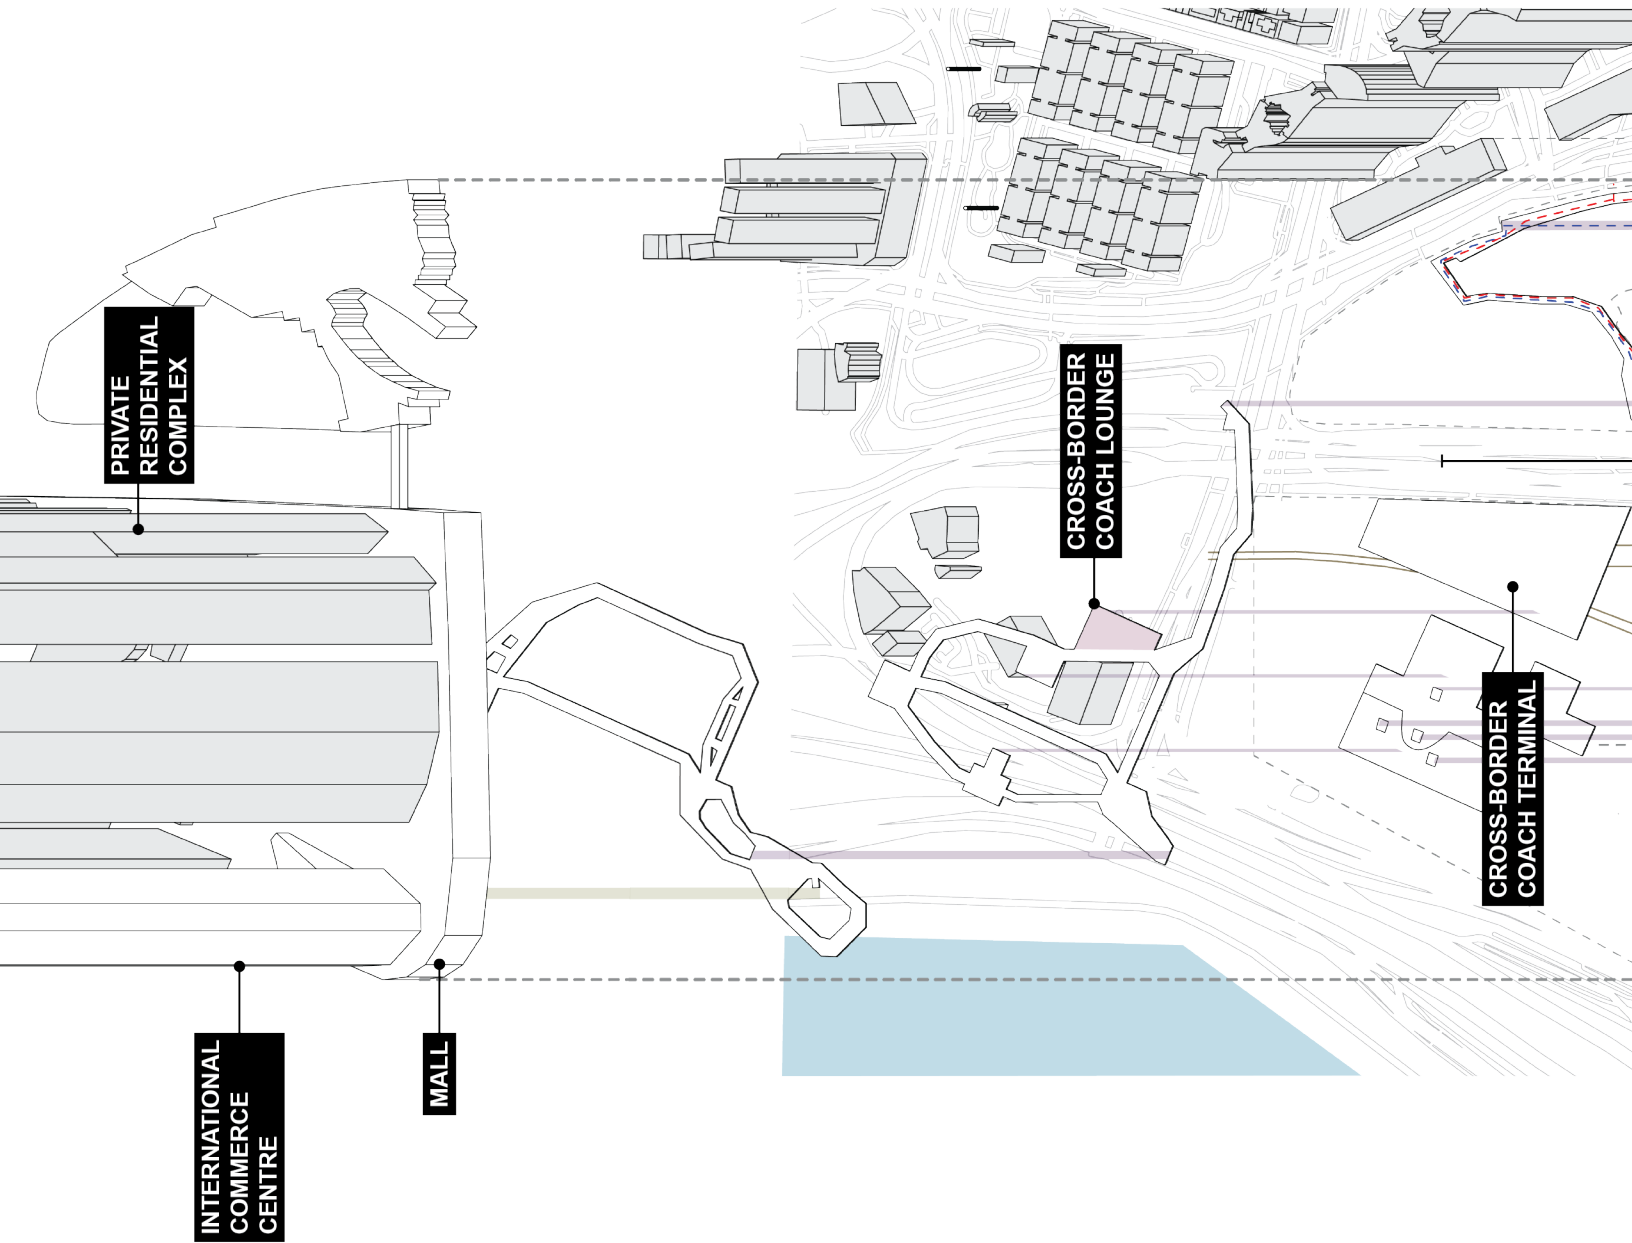 PRIVATE
RESIDENTIAL
COMPLEX
CROSS-BORDER
COACH LOUNGE
CROSS-BORDER
COACH TERMINAL
INTERNATIONAL
COMMERCE
CENTRE
MALL